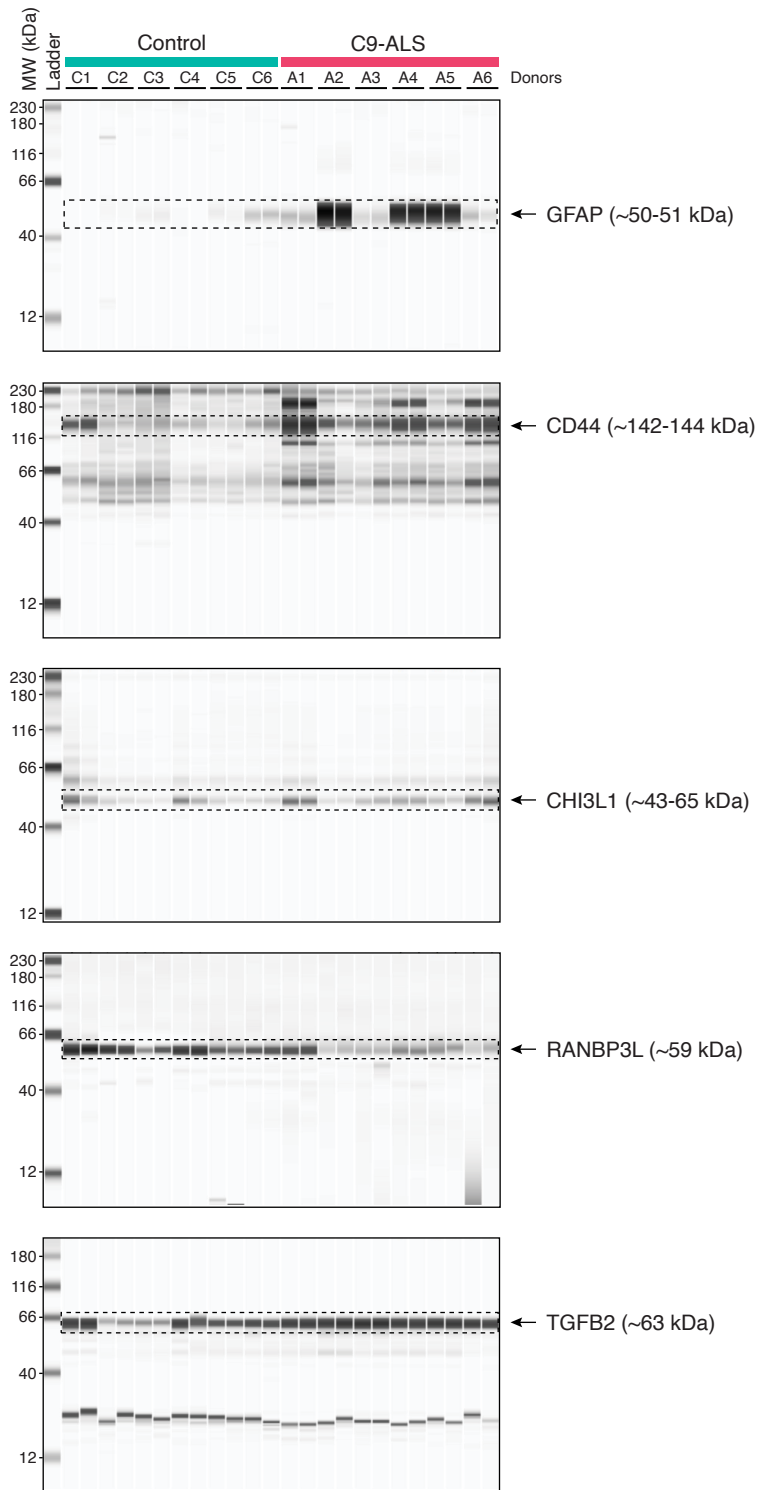 MW (kDa)
Ladder
Control
C9-ALS
C1 C2 C3 C4 C5 C6 A1 A2 A3 A4 A5 A6 Donors
230
180
116
66
GFAP (~50-51 kDa)
40
12
230
180
CD44 (~142-144 kDa)
116
66
40
12
230
180
116
66
CHI3L1 (~43-65 kDa)
40
12
230
180
116
66
RANBP3L (~59 kDa)
40
12
180
116
66
TGFB2 (~63 kDa)
40
12